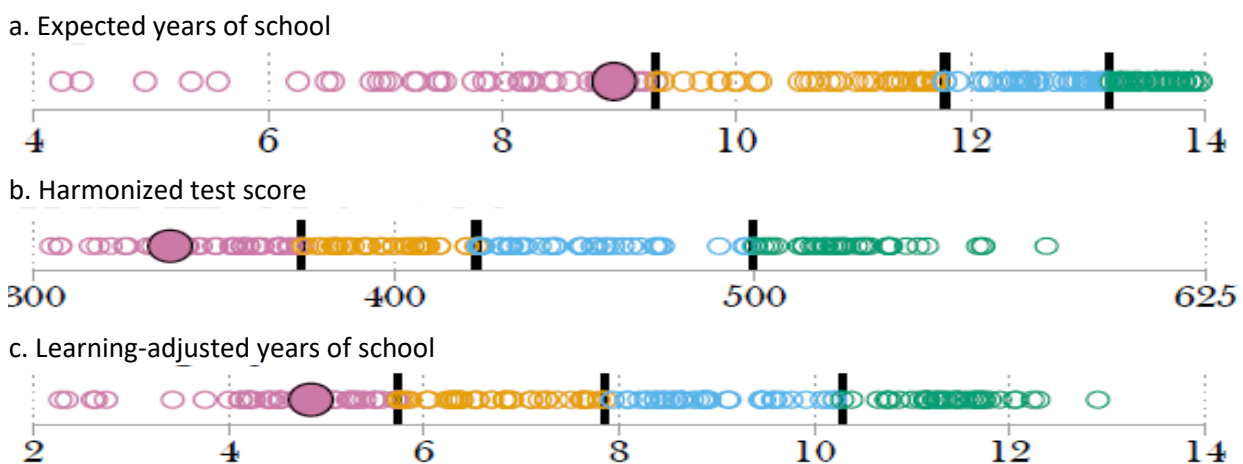 a. Expected years of school
4 6 8 10 12 14
b. Harmonized test score
300 400 500 625
c. Learning-adjusted years of school
2 4 6 8 10 12 14